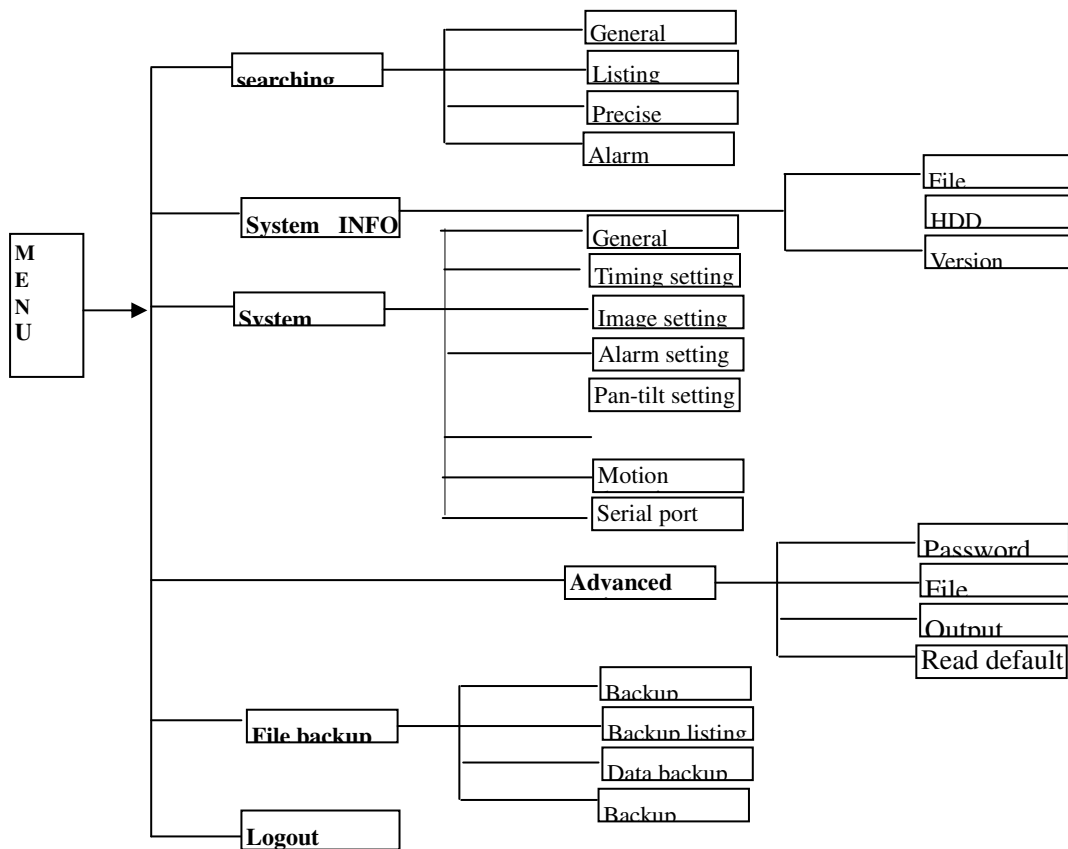 M
E
N
U
searching
General
Listing
Precise
Alarm
System INFO
File
HDD
Version
System
General
Timing setting
Image setting
Alarm setting
Pan-tilt setting
Motion
Serial port
Advanced
Password
File
Output
Read default
File backup
Backup
Backup listing
Data backup
Backup
Logout